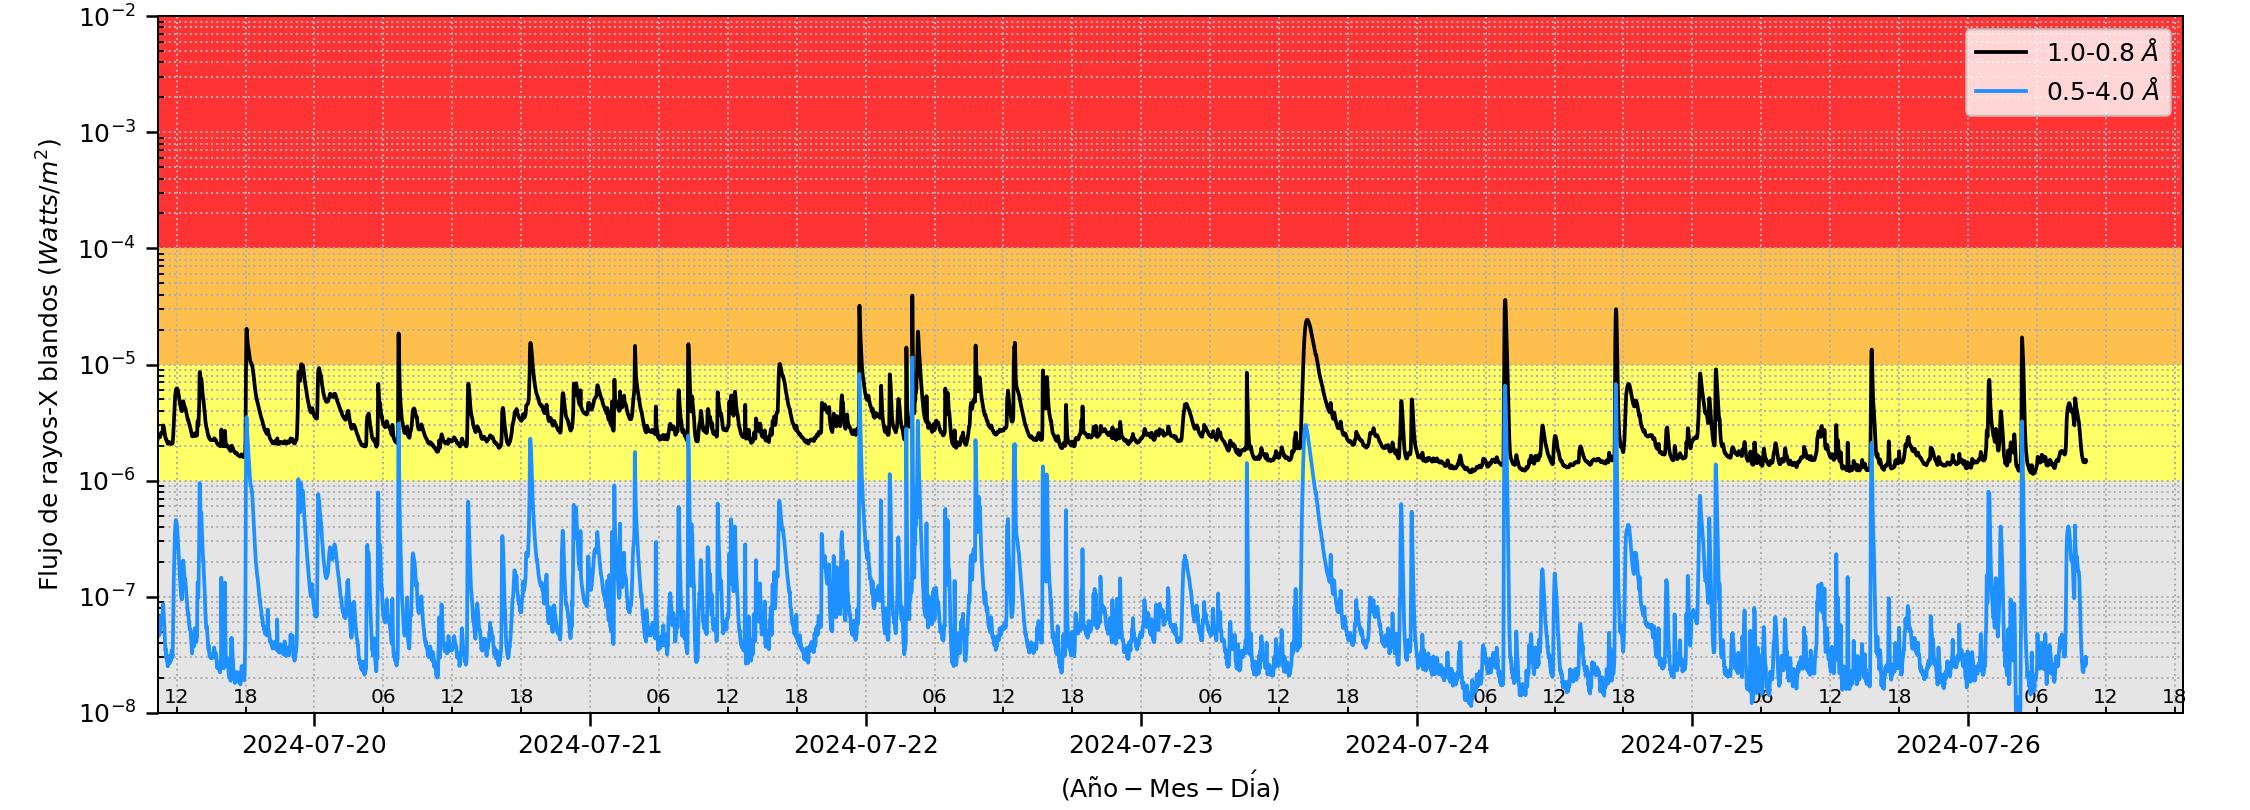 10⁻²
10⁻³
10⁻⁴
10⁻⁵
10⁻⁶
10⁻⁷
10⁻⁸
Flujo de rayos-X blandos (Watts/m²)
1.0-0.8 Å
0.5-4.0 Å
12 18 06 12 18 06 12 18 06 12 18 06 12 18 06 12 18 06 12 18 06 12 18
2024-07-20 2024-07-21 2024-07-22 2024-07-23 2024-07-24 2024-07-25 2024-07-26
(Año − Mes − Día)